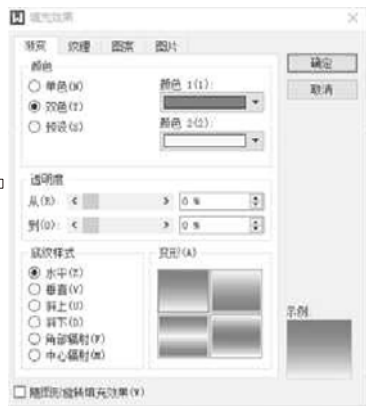 填充效果
渐变 纹理 图案 图片
确定
取消
颜色
单色(N)
双色(T)
预设(S)
颜色 1(1):
颜色 2(2):
透明度
从(R): 0 %
到(O): 0 %
底纹样式
水平(Z)
垂直(V)
斜上(U)
斜下(D)
角部辐射(F)
中心辐射(M)
变形(A)
示例:
随图形旋转填充效果(W)